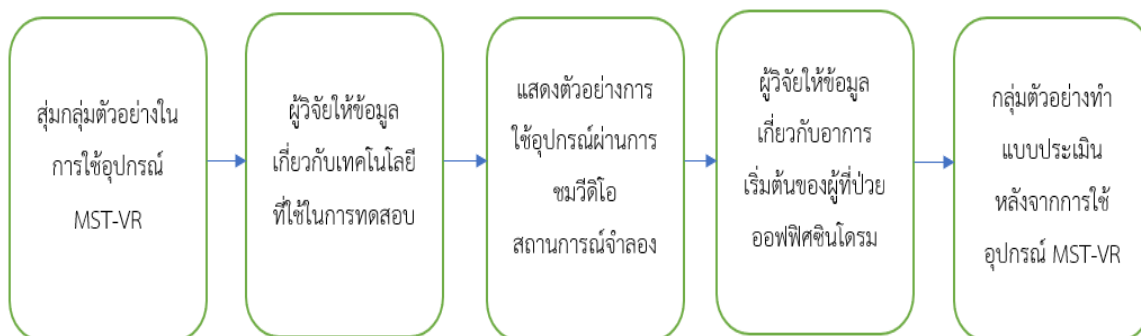 สุ่มกลุ่มตัวอย่างใน
การใช้อุปกรณ์
MST-VR
ผู้วิจัยให้ข้อมูล
เกี่ยวกับเทคโนโลยี
ที่ใช้ในการทดสอบ
แสดงตัวอย่างการ
ใช้อุปกรณ์ผ่านการ
ชมวีดิโอ
สถานการณ์จำลอง
ผู้วิจัยให้ข้อมูล
เกี่ยวกับอาการ
เริ่มต้นของผู้ที่ป่วย
ออฟฟิศซินโดรม
กลุ่มตัวอย่างทำ
แบบประเมิน
หลังจากการใช้
อุปกรณ์ MST-VR